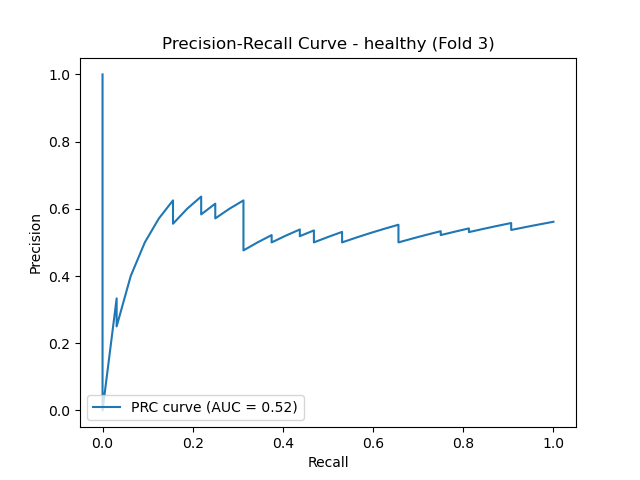 Precision-Recall Curve - healthy (Fold 3)
1.0
0.8
0.6
0.4
0.2
0.0
Precision
PRC curve (AUC = 0.52)
0.0 0.2 0.4 0.6 0.8 1.0
Recall